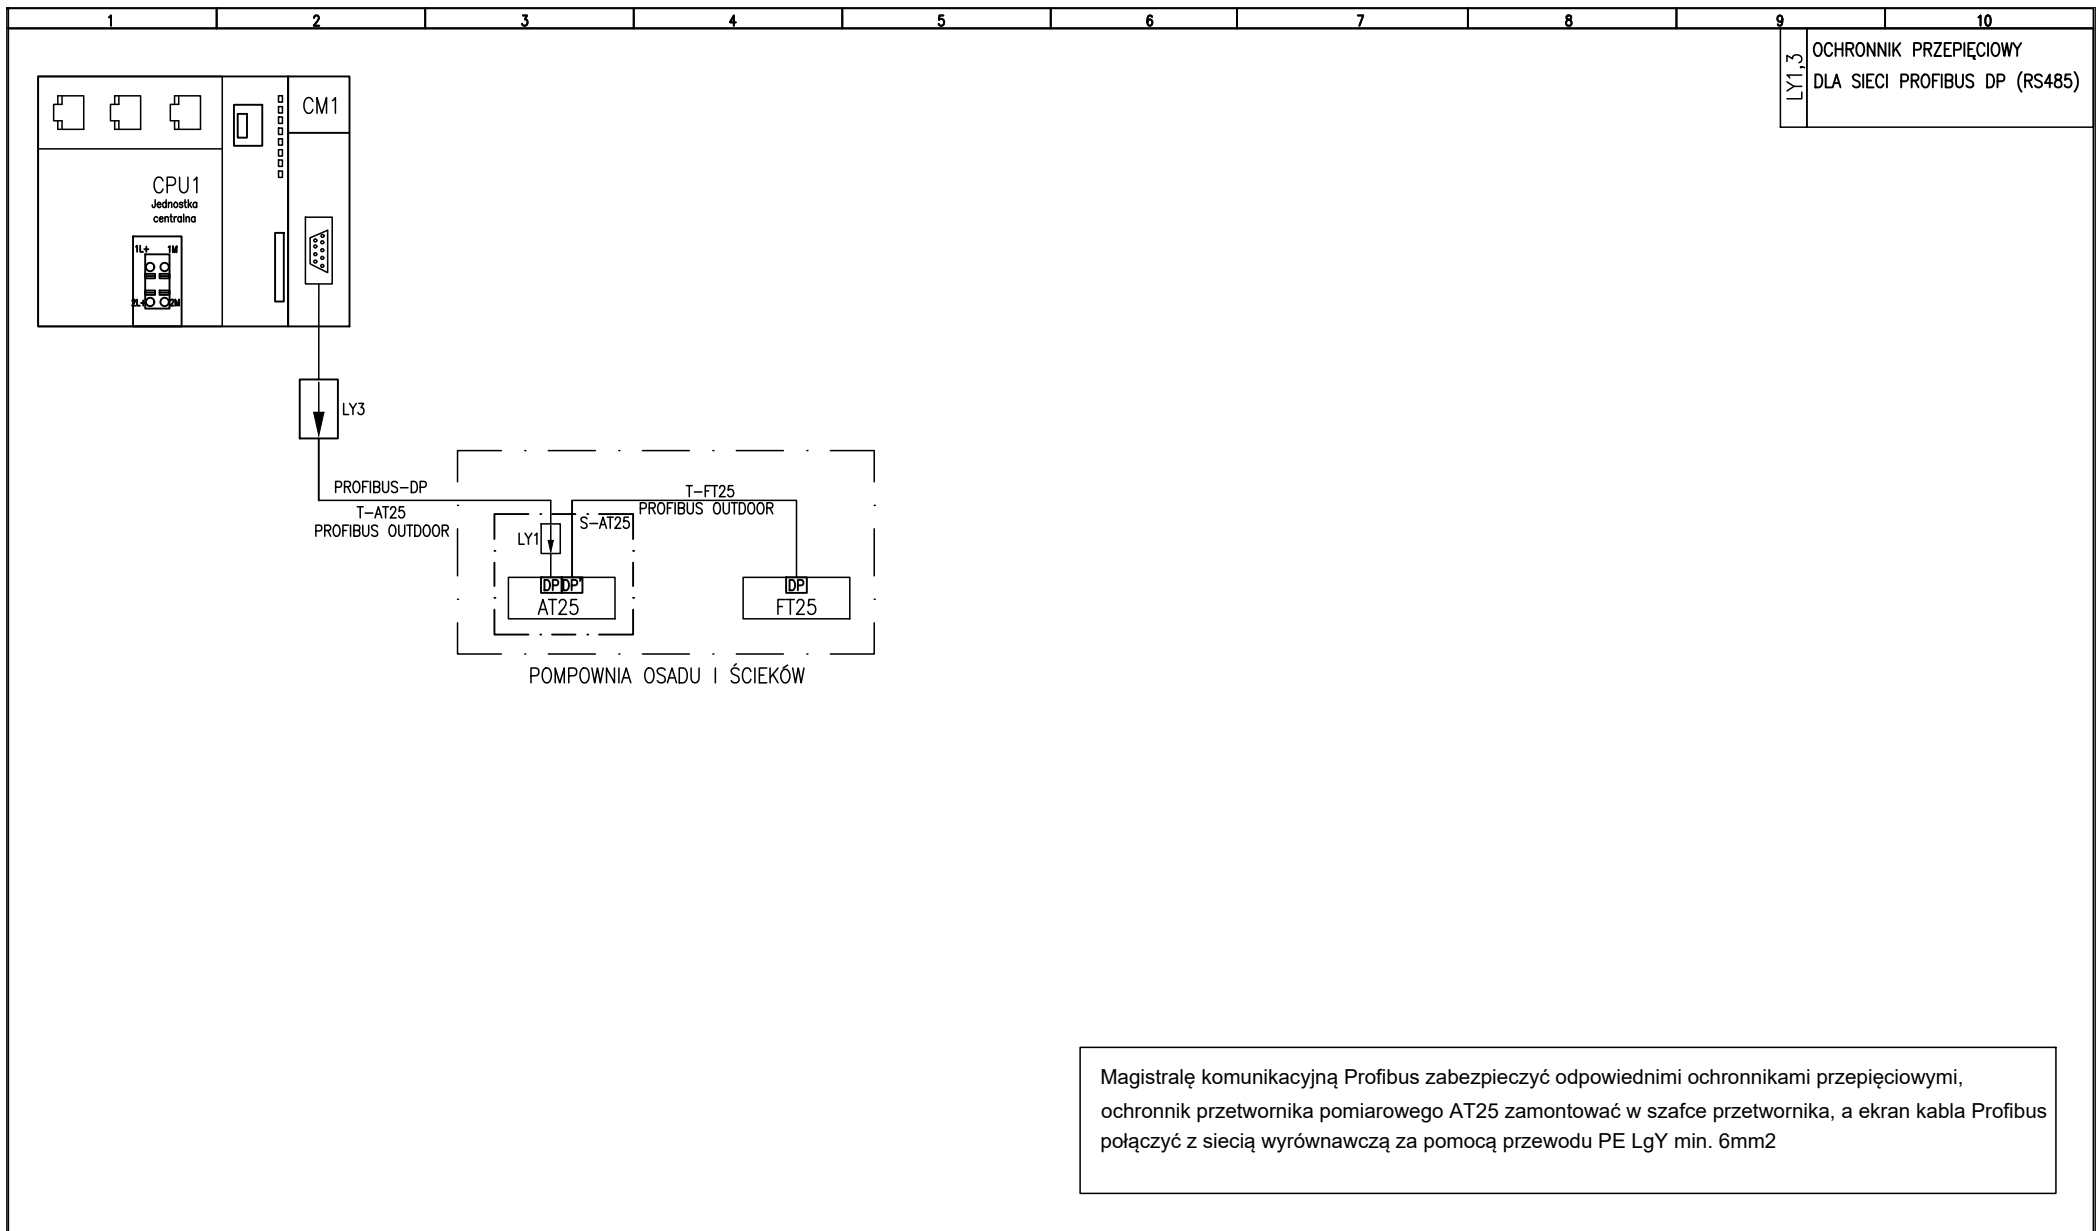 1 2 3 4 5 6 7 8 9 10
LY1,3
OCHRONNIK PRZEPIĘCIOWY
DLA SIECI PROFIBUS DP (RS485)
CM1
CPU1
Jednostka
centralna
1L+ 1M
2L+ 2M
LY3
PROFIBUS-DP
T-AT25
PROFIBUS OUTDOOR
T-FT25
PROFIBUS OUTDOOR
S-AT25
LY1
DP DP'
AT25
DP
FT25
POMPOWNIA OSADU I ŚCIEKÓW
Magistralę komunikacyjną Profibus zabezpieczyć odpowiednimi ochronnikami przepięciowymi,
ochronnik przetwornika pomiarowego AT25 zamontować w szafce przetwornika, a ekran kabla Profibus
połączyć z siecią wyrównawczą za pomocą przewodu PE LgY min. 6mm2